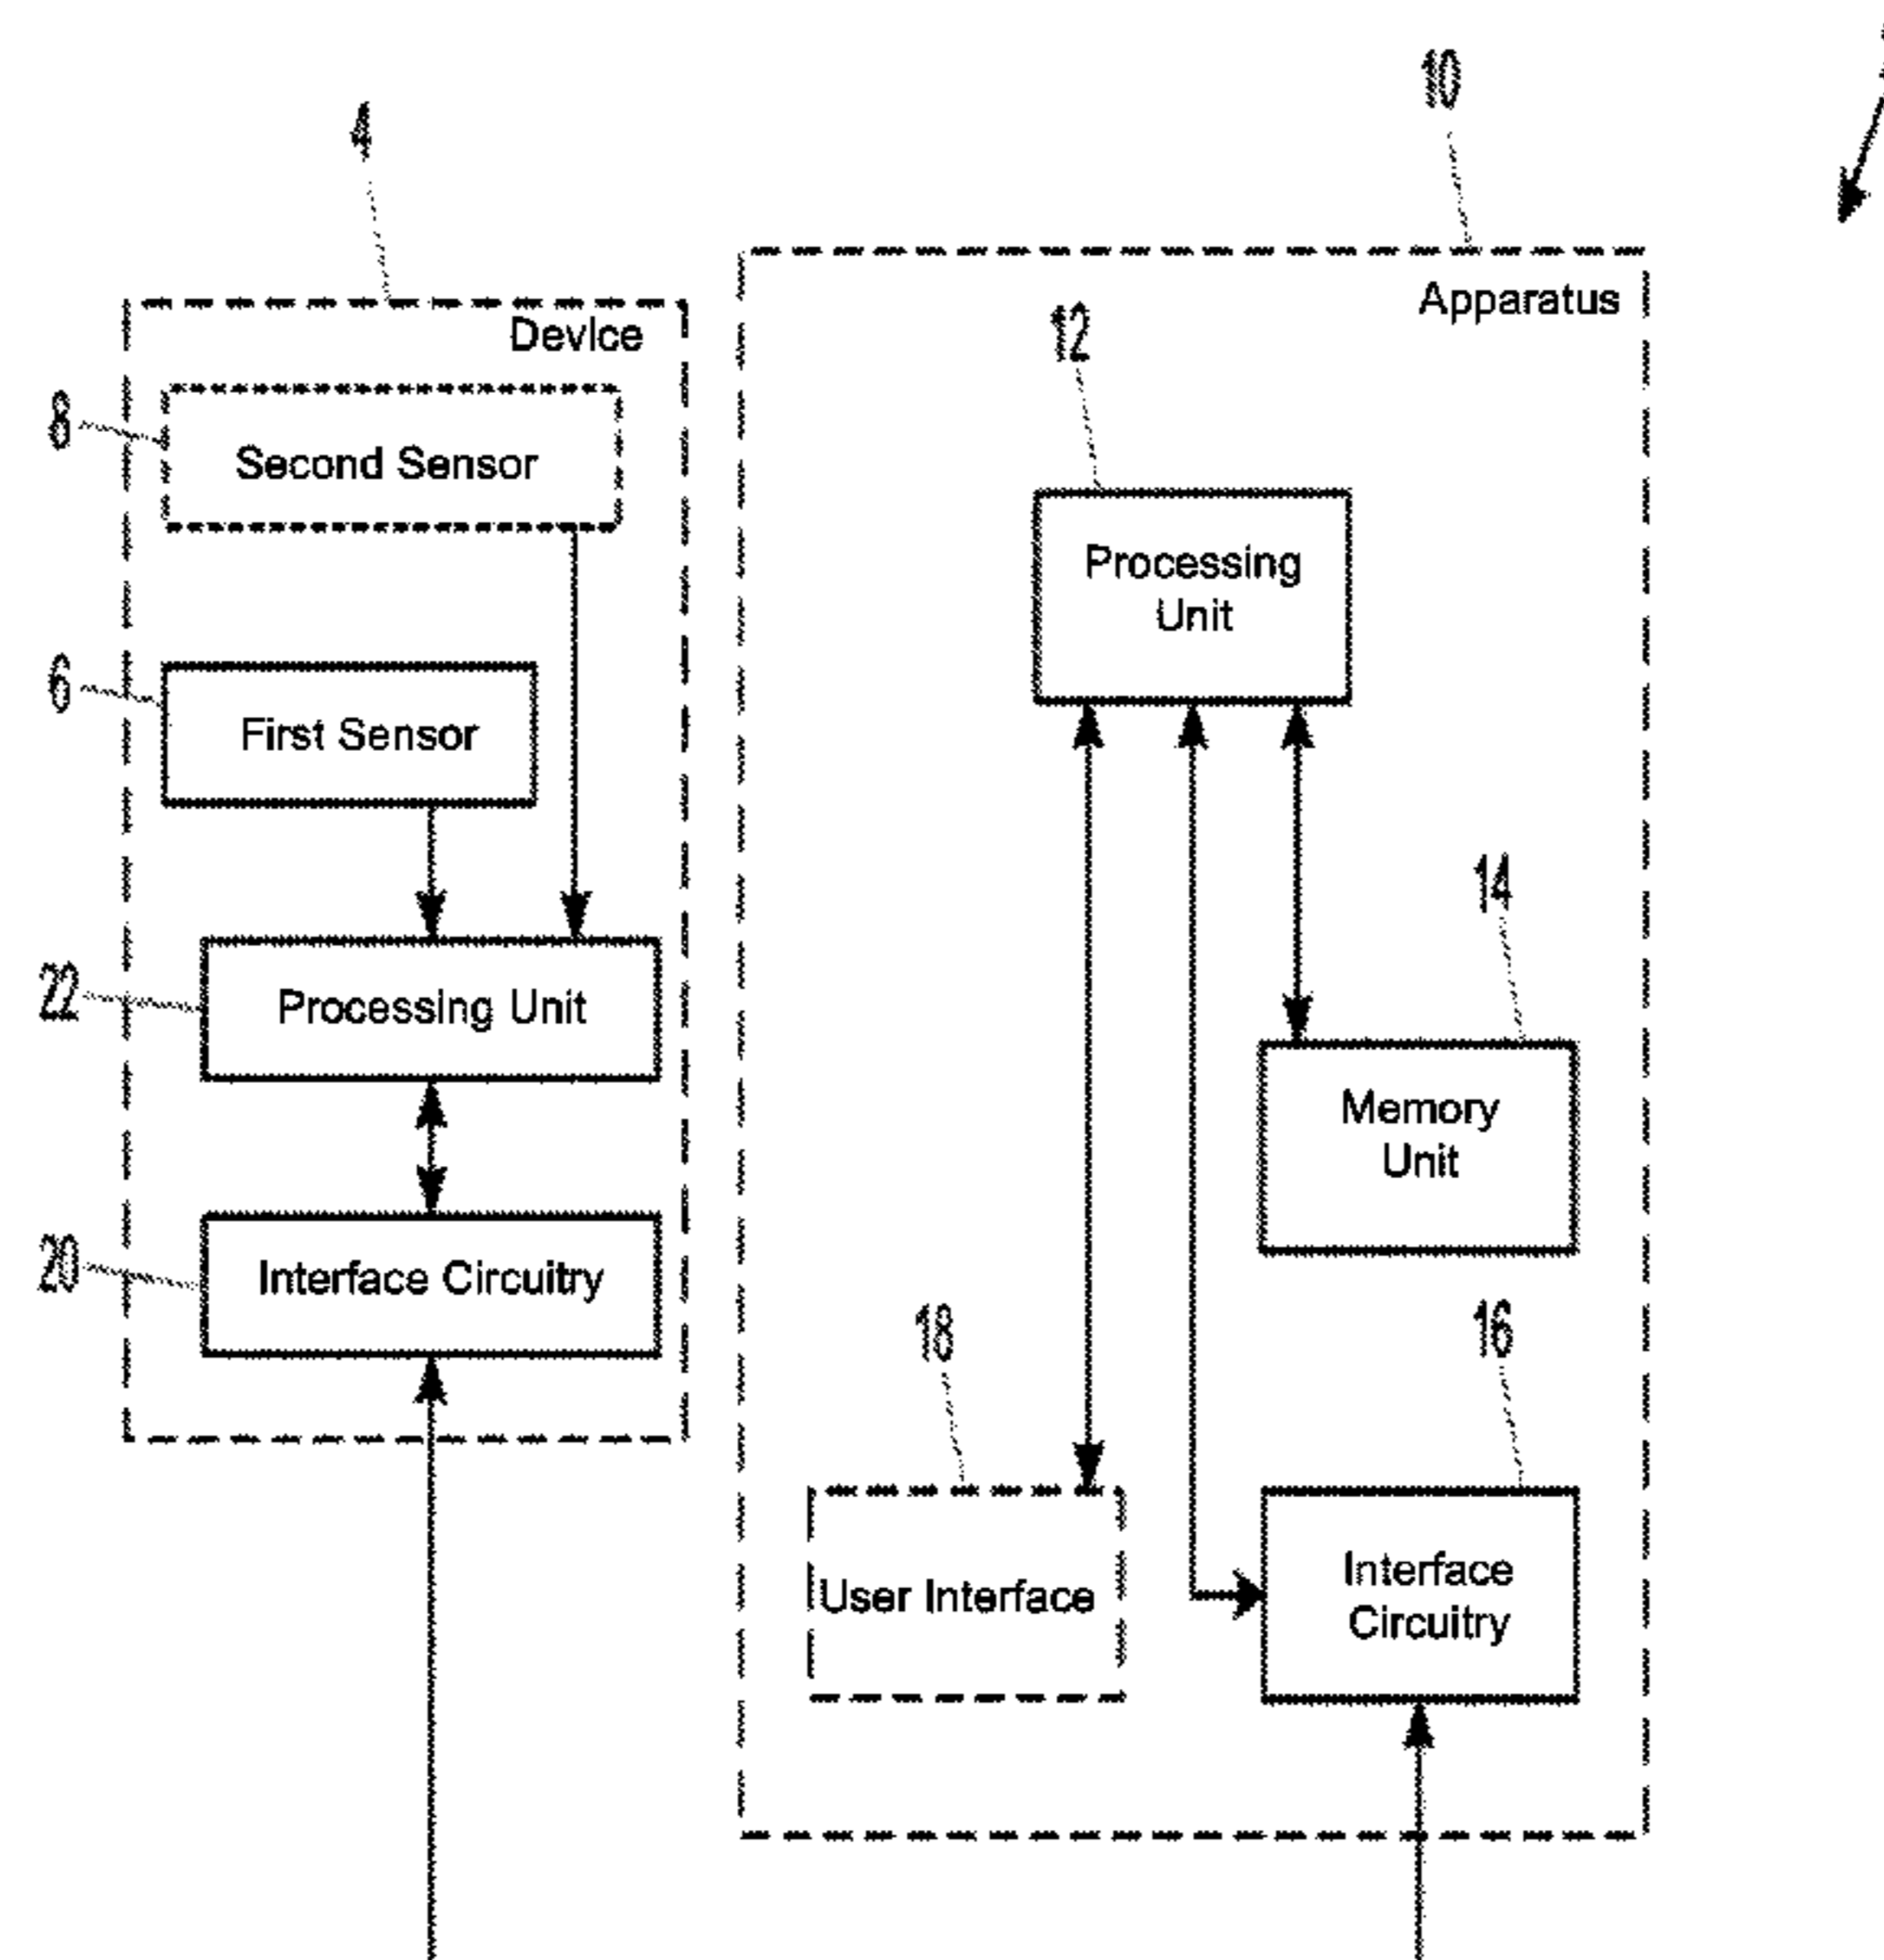 10
4
Apparatus
Device
12
8
Second Sensor
Processing
Unit
6
First Sensor
14
22
Processing Unit
Memory
Unit
20
Interface Circuitry
18
16
User Interface
Interface
Circuitry